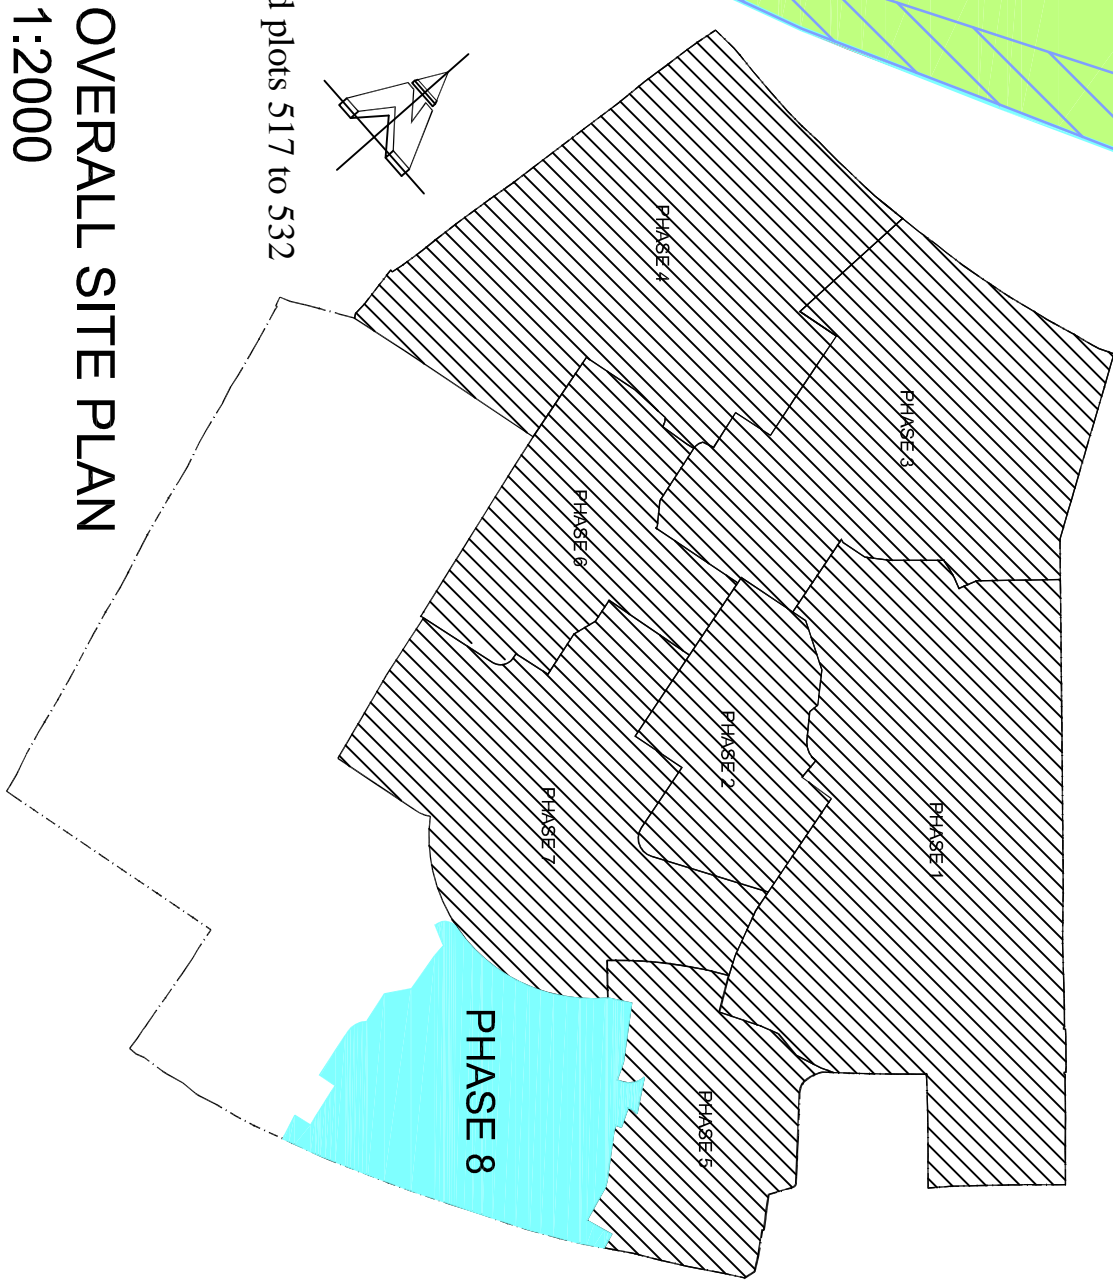 OVERALL SITE PLAN
1:2000
d plots 517 to 532
PHASE 4
PHASE 3
PHASE 6
PHASE 2
PHASE 1
PHASE 7
PHASE 5
PHASE 8